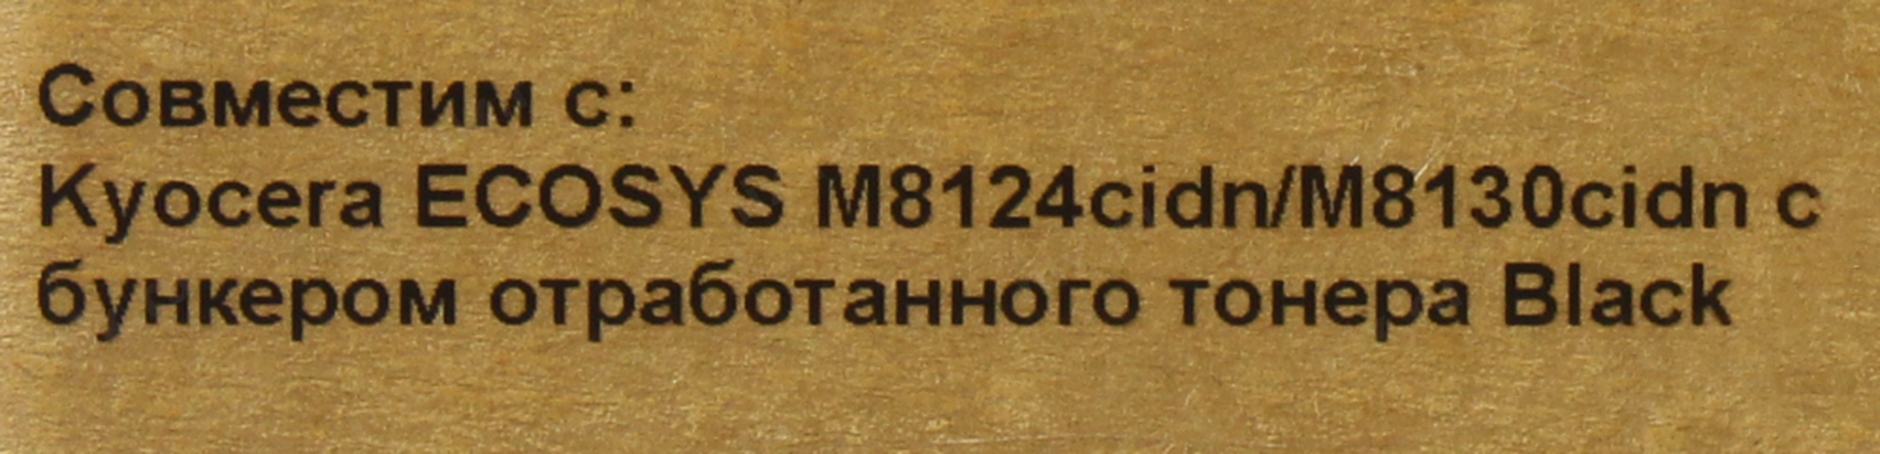 Совместим с:
Kyocera ECOSYS M8124cidn/M8130cidn с
бункером отработанного тонера Black